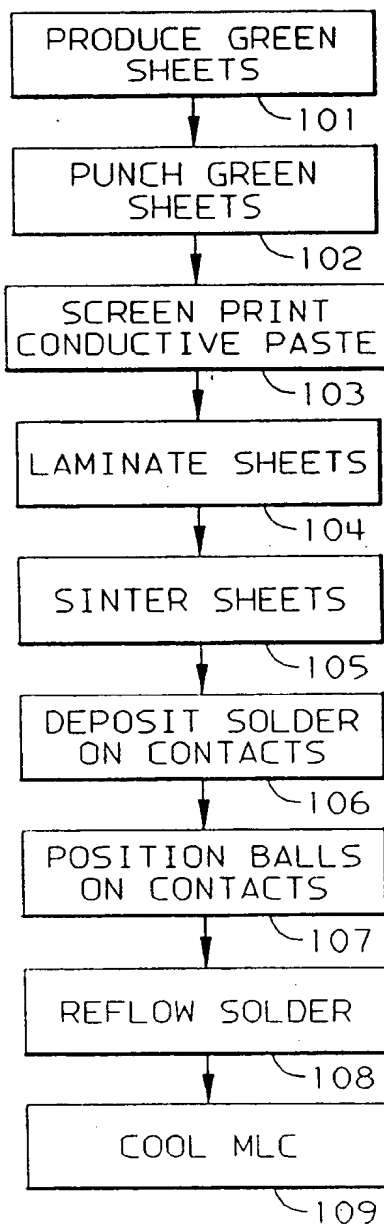 PRODUCE GREEN
SHEETS
101
PUNCH GREEN
SHEETS
102
SCREEN PRINT
CONDUCTIVE PASTE
103
LAMINATE SHEETS
104
SINTER SHEETS
105
DEPOSIT SOLDER
ON CONTACTS
106
POSITION BALLS
ON CONTACTS
107
REFLOW SOLDER
108
COOL MLC
109